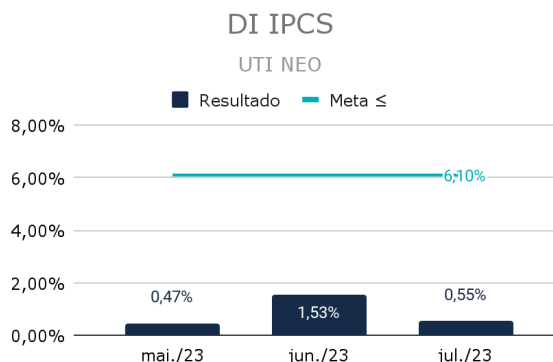 DI IPCS
UTI NEO
Resultado Meta ≤
8,00%
6,00%
4,00%
2,00%
0,00%
6,10%
0,47%
1,53%
0,55%
mai./23 jun./23 jul./23